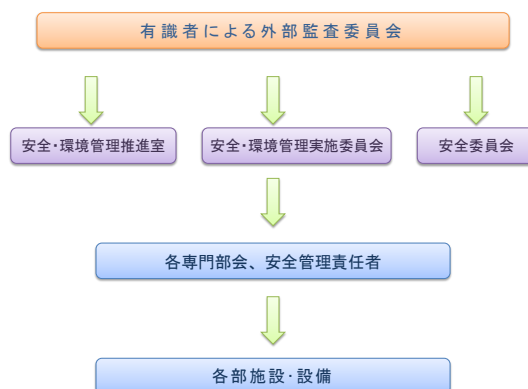 有識者による外部監査委員会
安全・環境管理推進室
安全・環境管理実施委員会
安全委員会
各専門部会、安全管理責任者
各部施設・設備